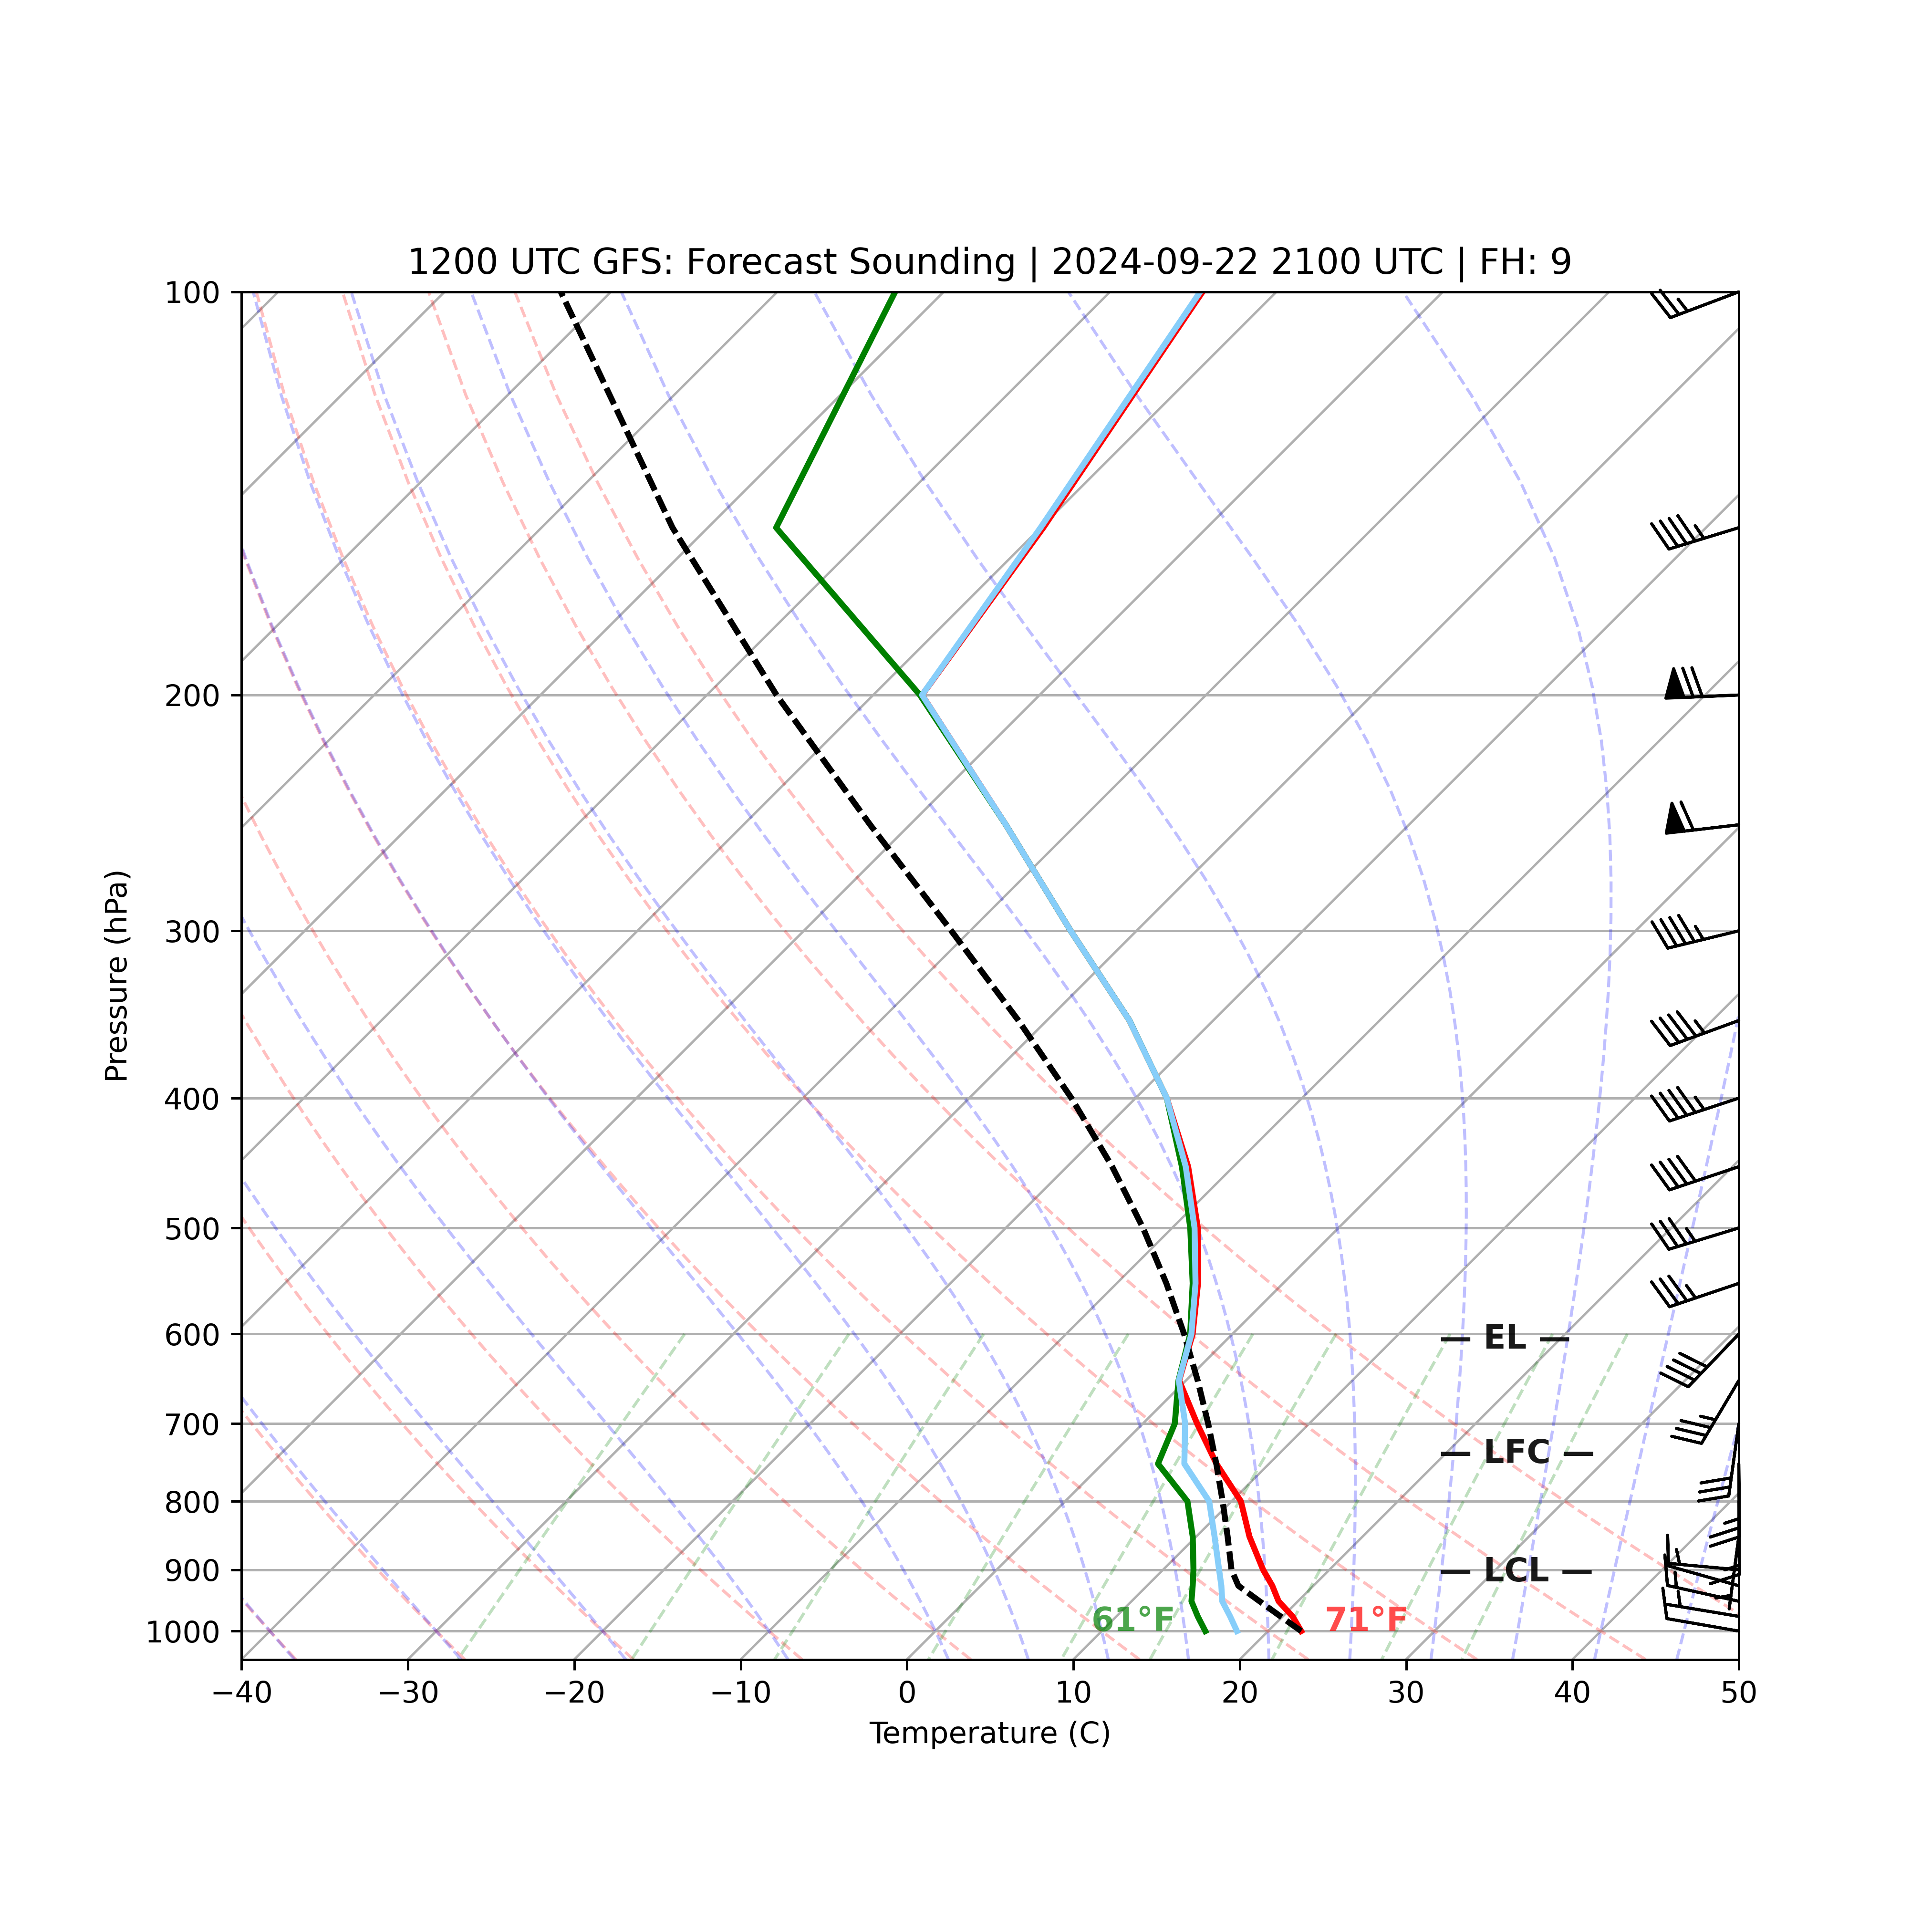 1200 UTC GFS: Forecast Sounding | 2024-09-22 2100 UTC | FH: 9
100
200
300
400
500
600
700
800
900
1000
Pressure (hPa)
— EL —
— LFC —
— LCL —
61°F
71°F
−40 −30 −20 −10 0 10 20 30 40 50
Temperature (C)